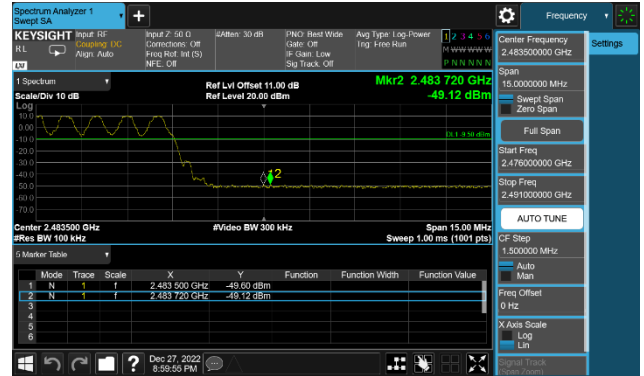 Spectrum Analyzer 1
Swept SA
Frequency
KEYSIGHT
Input: RF
Coupling: DC
Align: Auto
Input Z: 50 Ω
Corrections: Off
Freq Ref: Int (S)
NFE: Off
#Atten: 30 dB
PNO: Best Wide
Gate: Off
IF Gain: Low
Sig Track: Off
Avg Type: Log-Power
Trig: Free Run
1 2 3 4 5 6
M W W W W W
P N N N N N
R L
LXI
1 Spectrum
Scale/Div 10 dB
Ref Lvl Offset 11.00 dB
Ref Level 20.00 dBm
Mkr2 2.483 720 GHz
-49.12 dBm
Log
10.0
0.00
-10.0
-20.0
-30.0
-40.0
-50.0
-60.0
-70.0
DL1 -9.50 dBm
2
Center 2.483500 GHz
#Res BW 100 kHz
#Video BW 300 kHz
Span 15.00 MHz
Sweep 1.00 ms (1001 pts)
5 Marker Table
Mode Trace Scale X Y Function Function Width Function Value
1 N 1 f 2.483 500 GHz -49.60 dBm
2 N 1 f 2.483 720 GHz -49.12 dBm
3
4
5
6
?
Dec 27, 2022
8:59:55 PM
Center Frequency
2.483500000 GHz
Settings
Span
15.0000000 MHz
Swept Span
Zero Span
Full Span
Start Freq
2.476000000 GHz
Stop Freq
2.491000000 GHz
AUTO TUNE
CF Step
1.500000 MHz
Auto
Man
Freq Offset
0 Hz
X Axis Scale
Log
Lin
Signal Track
(Span Zoom)